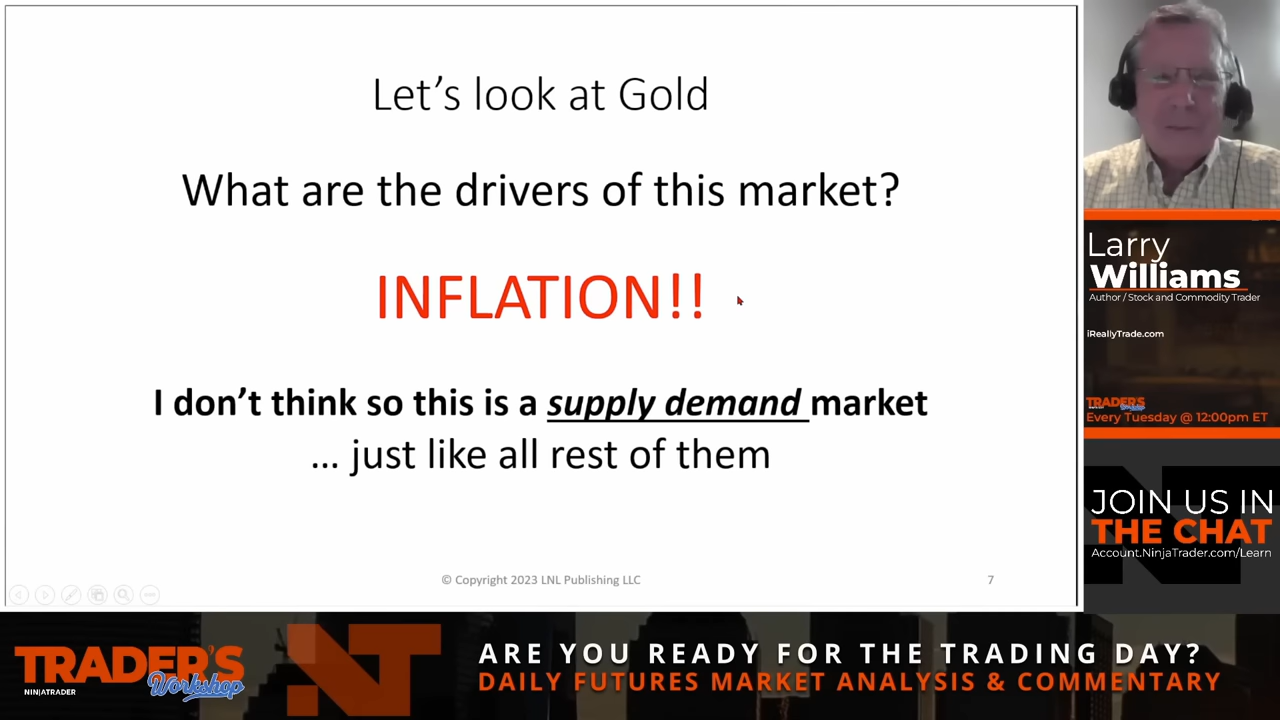 Let's look at Gold
What are the drivers of this market?
INFLATION!!
I don't think so this is a supply demand market
... just like all rest of them
© Copyright 2023 LNL Publishing LLC
7
Larry
Williams
Author / Stock and Commodity Trader
iReallyTrade.com
TRADER'S
Every Tuesday @ 12:00pm ET
JOIN US IN
THE CHAT
Account.NinjaTrader.com/Learn
TRADER'S
NINJATRADER
Workshop
NT
ARE YOU READY FOR THE TRADING DAY?
DAILY FUTURES MARKET ANALYSIS & COMMENTARY